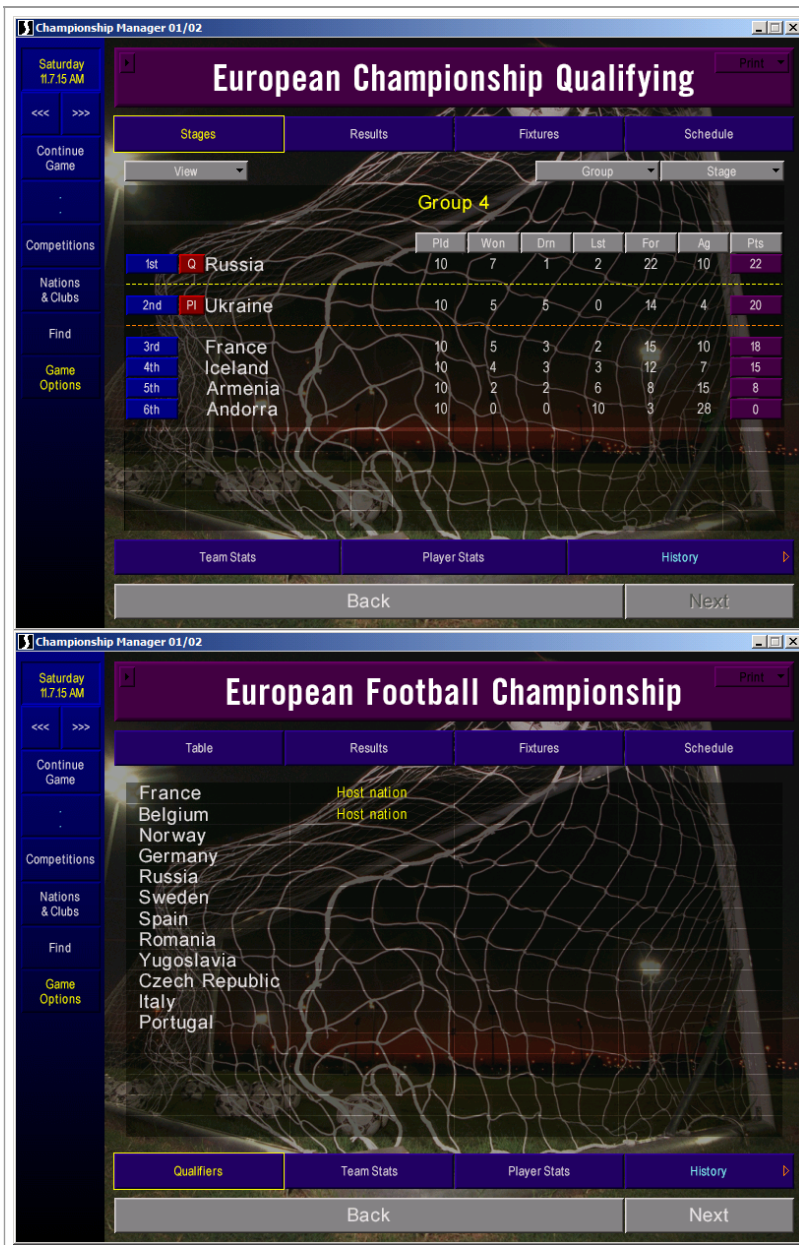 Championship Manager 01/02
Saturday
11.7.15 AM
European Championship Qualifying
Print
<<< >>>
Stages Results Fixtures Schedule
Continue
Game
View Group Stage
Group 4
Competitions
Pld Won Drn Lst For Ag Pts
1st Q Russia 10 7 1 2 22 10 22
Nations
& Clubs
2nd Pl Ukraine 10 5 5 0 14 4 20
Find
3rd France 10 5 3 2 15 10 18
4th Iceland 10 4 3 3 12 7 15
5th Armenia 10 2 2 6 8 15 8
6th Andorra 10 0 0 10 3 28 0
Game
Options
Team Stats Player Stats History
Back Next
Championship Manager 01/02
Saturday
11.7.15 AM
European Football Championship
Print
<<< >>>
Table Results Fixtures Schedule
Continue
Game
France Host nation
Belgium Host nation
Norway
Germany
Russia
Sweden
Spain
Romania
Yugoslavia
Czech Republic
Italy
Portugal
Competitions
Nations
& Clubs
Find
Game
Options
Qualifiers Team Stats Player Stats History
Back Next